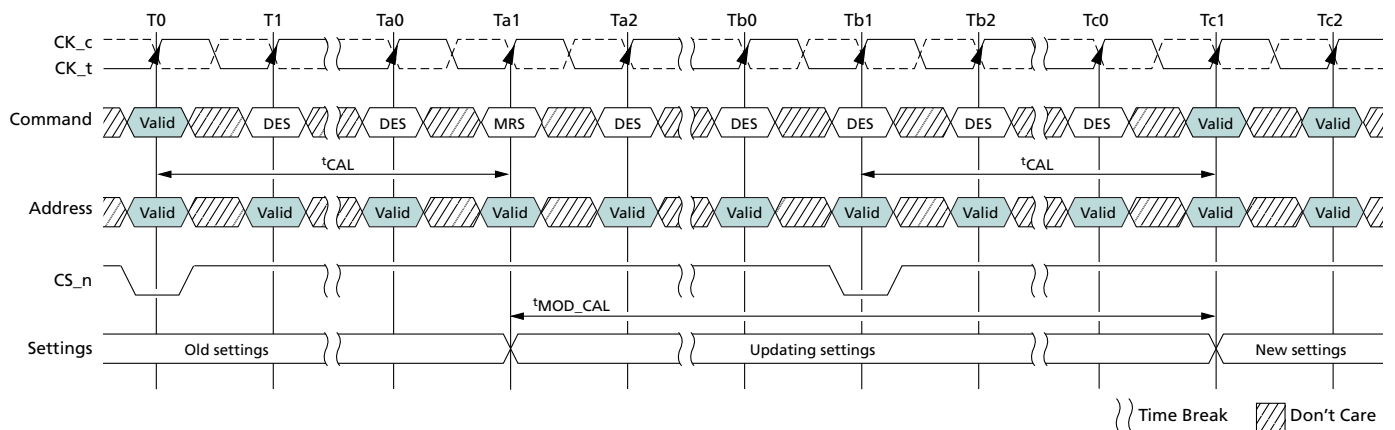 T0 T1 Ta0 Ta1 Ta2 Tb0 Tb1 Tb2 Tc0 Tc1 Tc2
CK_c
CK_t
Command Valid DES DES MRS DES DES DES DES DES Valid Valid
tCAL tCAL
Address Valid Valid Valid Valid Valid Valid Valid Valid Valid Valid Valid
CS_n
tMOD_CAL
Settings Old settings Updating settings New settings
Time Break Don't Care